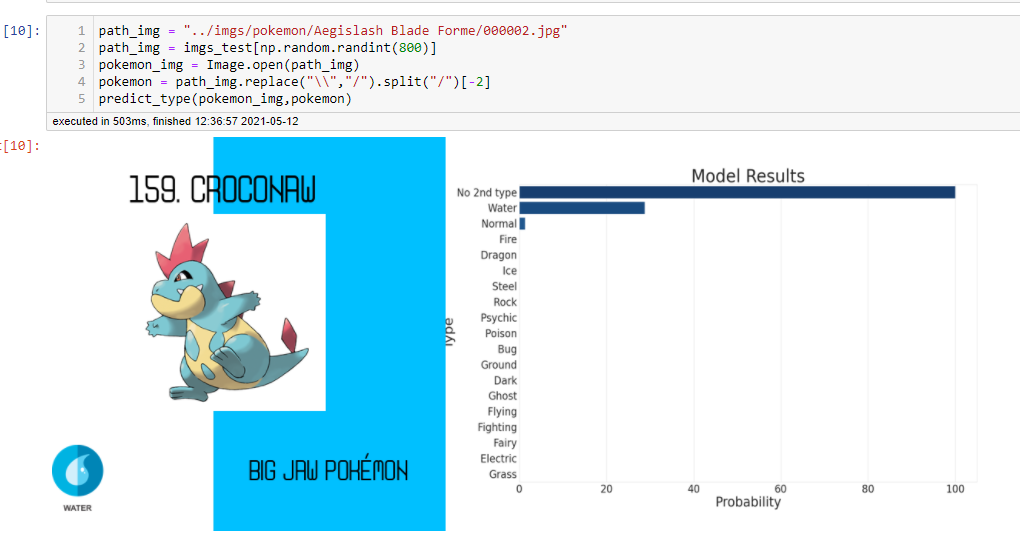 [10]:
1 path_img = "../imgs/pokemon/Aegislash Blade Forme/000002.jpg"
2 path_img = imgs_test[np.random.randint(800)]
3 pokemon_img = Image.open(path_img)
4 pokemon = path_img.replace("\\","/").split("/")[-2]
5 predict_type(pokemon_img,pokemon)
executed in 503ms, finished 12:36:57 2021-05-12
[10]:
159. CROCONAW
BIG JAW POKÉMON
WATER
Model Results
Type
No 2nd type
Water
Normal
Fire
Dragon
Ice
Steel
Rock
Psychic
Poison
Bug
Ground
Dark
Ghost
Flying
Fighting
Fairy
Electric
Grass
0 20 40 60 80 100
Probability